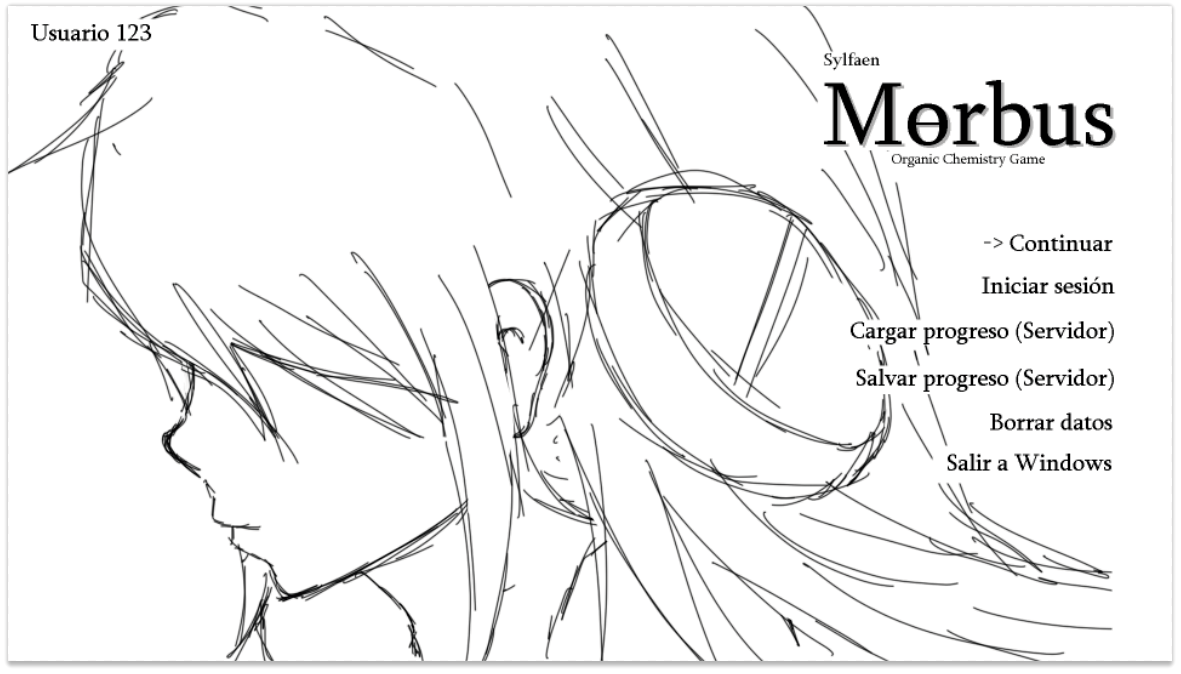 Usuario 123
Sylfaen
Mɵrbus
Organic Chemistry Game
-> Continuar
Iniciar sesión
Cargar progreso (Servidor)
Salvar progreso (Servidor)
Borrar datos
Salir a Windows